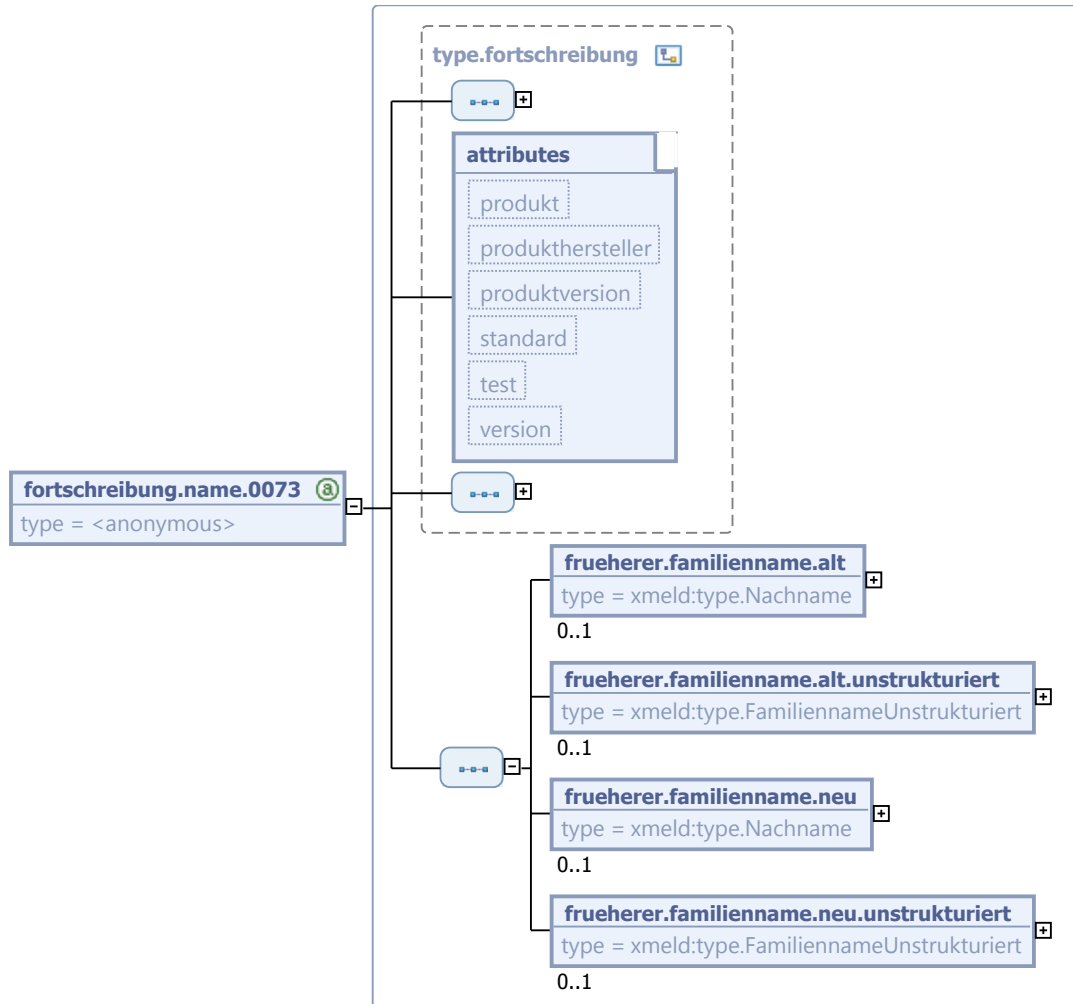 type.fortschreibung
attributes
produkt
produkthersteller
produktversion
standard
test
version
fortschreibung.name.0073
type = <anonymous>
frueherer.familienname.alt
type = xmeld:type.Nachname
0..1
frueherer.familienname.alt.unstrukturiert
type = xmeld:type.FamiliennameUnstrukturiert
0..1
frueherer.familienname.neu
type = xmeld:type.Nachname
0..1
frueherer.familienname.neu.unstrukturiert
type = xmeld:type.FamiliennameUnstrukturiert
0..1